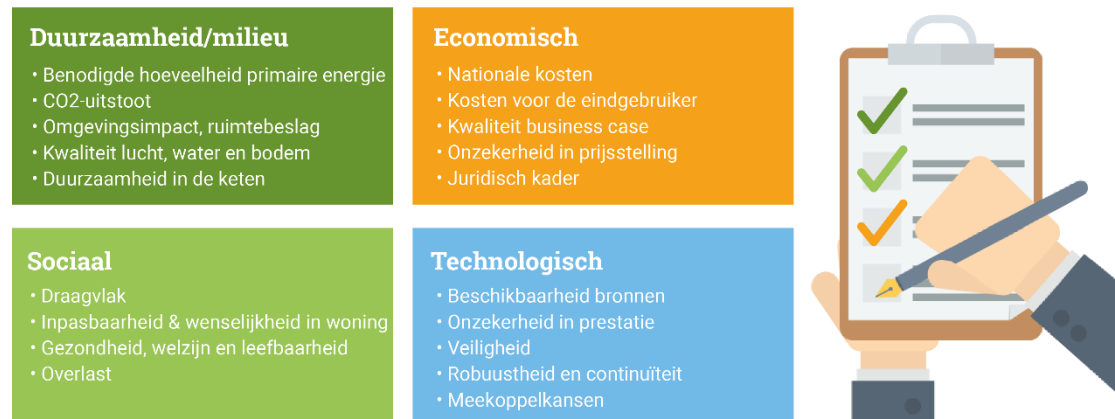 Duurzaamheid/milieu
• Benodigde hoeveelheid primaire energie
• CO2-uitstoot
• Omgevingsimpact, ruimtebeslag
• Kwaliteit lucht, water en bodem
• Duurzaamheid in de keten
Economisch
• Nationale kosten
• Kosten voor de eindgebruiker
• Kwaliteit business case
• Onzekerheid in prijsstelling
• Juridisch kader
Sociaal
• Draagvlak
• Inpasbaarheid & wenselijkheid in woning
• Gezondheid, welzijn en leefbaarheid
• Overlast
Technologisch
• Beschikbaarheid bronnen
• Onzekerheid in prestatie
• Veiligheid
• Robuustheid en continuïteit
• Meekoppelkansen